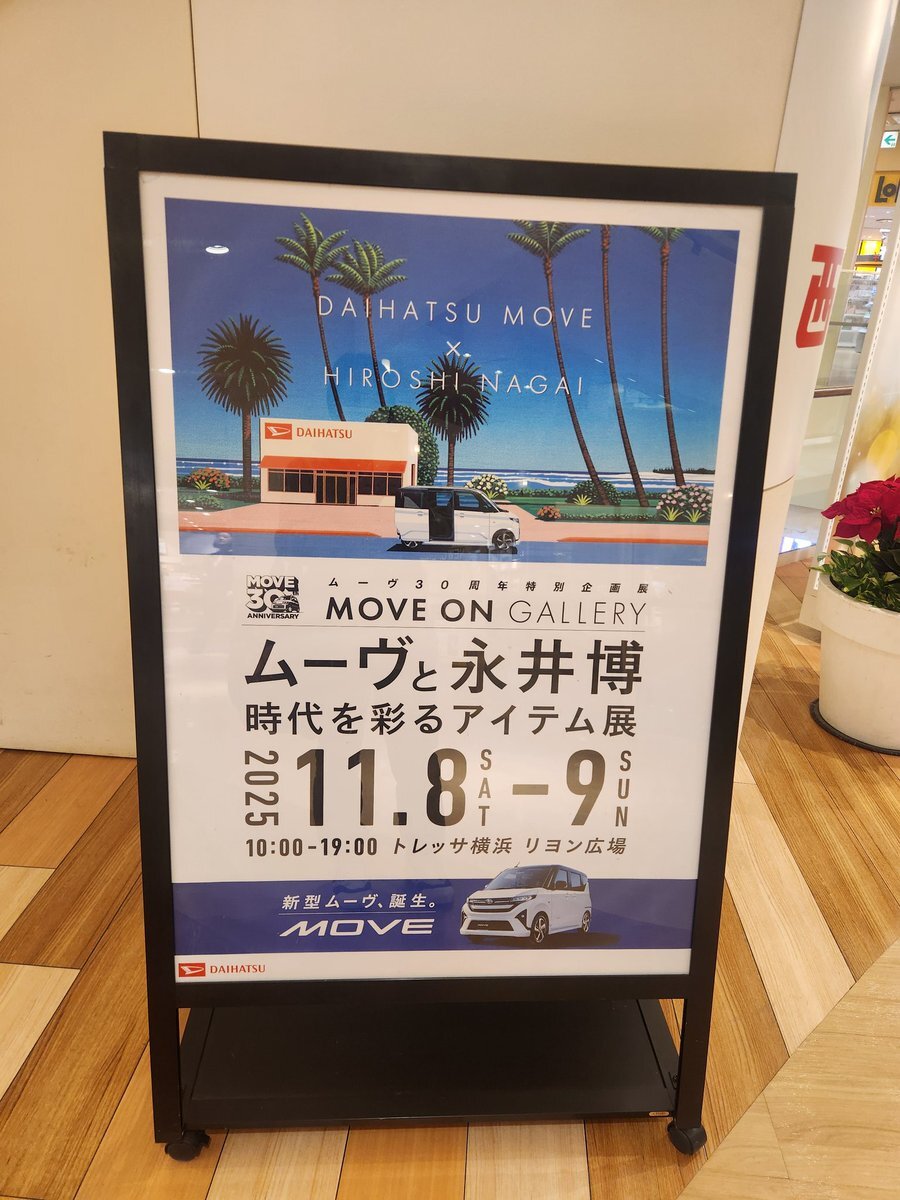 DAIHATSU MOVE
×
HIROSHI NAGAI
DAIHATSU
MOVE
30
ANNIVERSARY
ムーヴ30周年特別企画展
MOVE ON GALLERY
ムーヴと永井博
時代を彩るアイテム展
2025 11.8 SAT - 9 SUN
10:00-19:00 トレッサ横浜 リヨン広場
新型ムーヴ、誕生。
MOVE
DAIHATSU
西